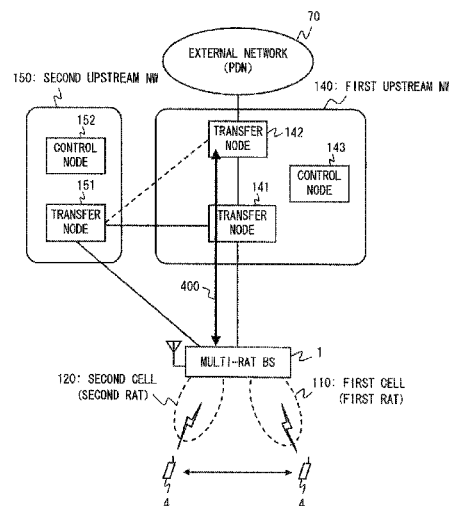 70
EXTERNAL NETWORK
(PDN)
150: SECOND UPSTREAM NW
140: FIRST UPSTREAM NW
152
CONTROL
NODE
TRANSFER
NODE
142
143
CONTROL
NODE
151
TRANSFER
NODE
141
TRANSFER
NODE
400
MULTI-RAT BS
1
120: SECOND CELL
(SECOND RAT)
110: FIRST CELL
(FIRST RAT)
4
4